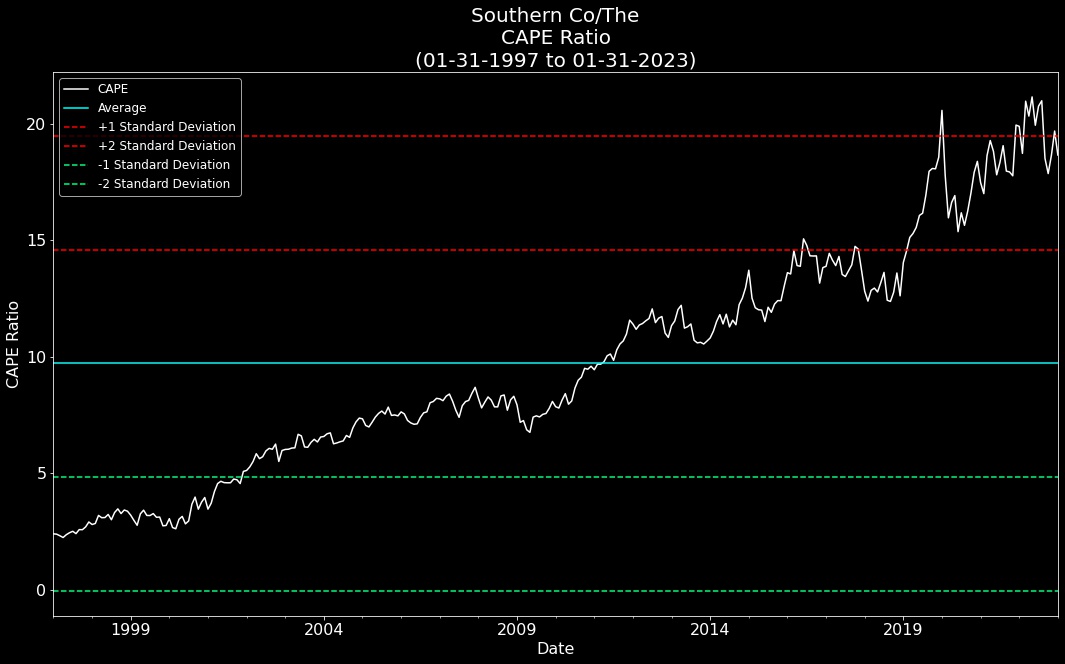 Southern Co/The
CAPE Ratio
(01-31-1997 to 01-31-2023)
CAPE
Average
+1 Standard Deviation
+2 Standard Deviation
-1 Standard Deviation
-2 Standard Deviation
CAPE Ratio
20
15
10
5
0
1999 2004 2009 2014 2019
Date